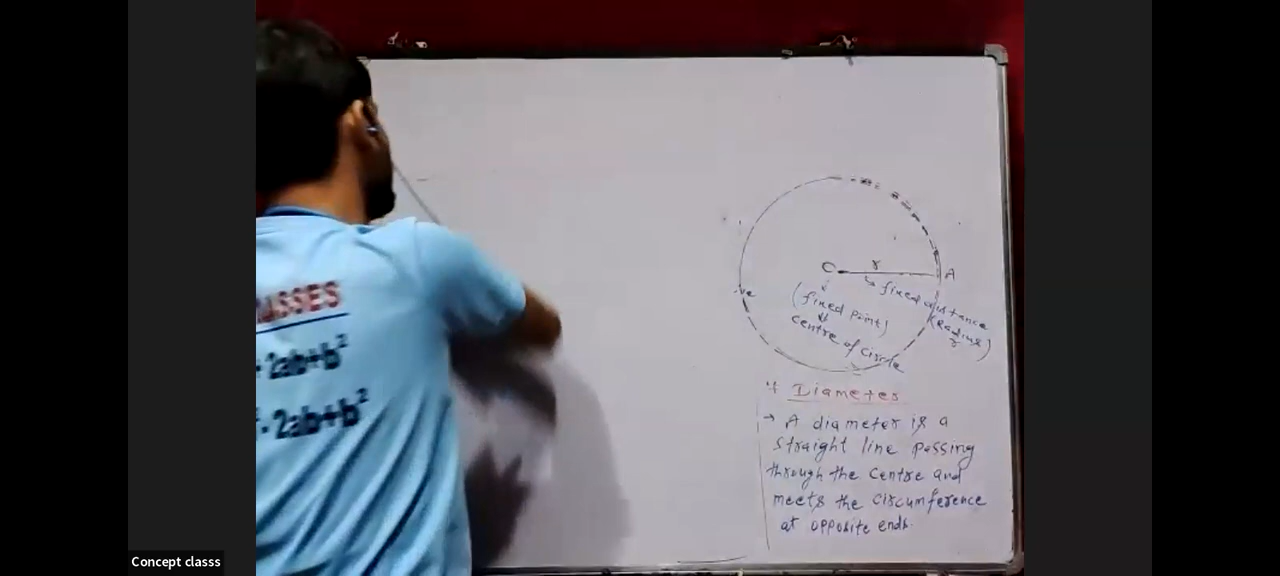 ASSES
+ 2ab+b²
- 2ab+b²
C
r
A
fixed distance
(fixed point)
(Radius)
centre of circle
Diameter
→ A diameter is a
straight line passing
through the centre and
meets the circumference
at opposite ends.
Concept classs